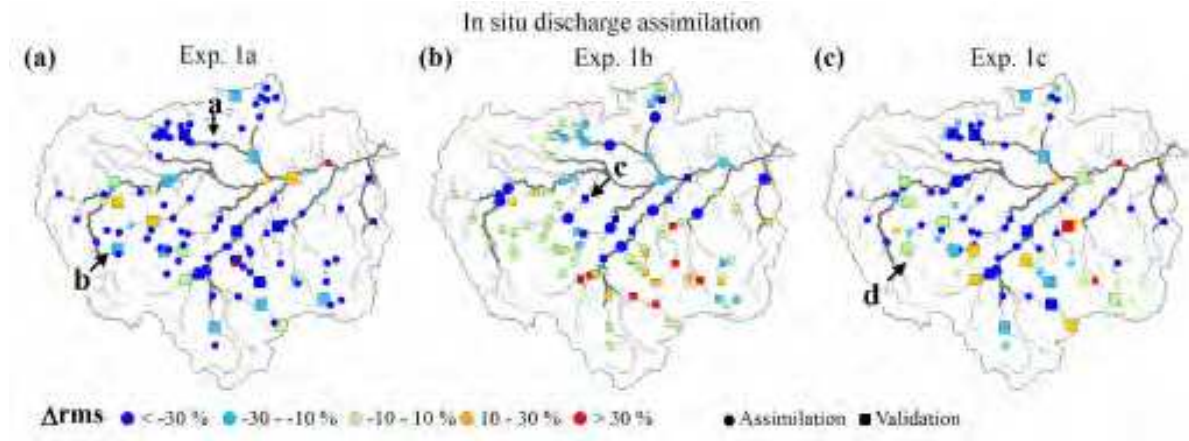 In situ discharge assimilation
(a) Exp. 1a (b) Exp. 1b (c) Exp. 1c
a
c
b
d
Δrms < -30 % -30 - -10 % -10 - 10 % 10 - 30 % > 30 % Assimilation Validation